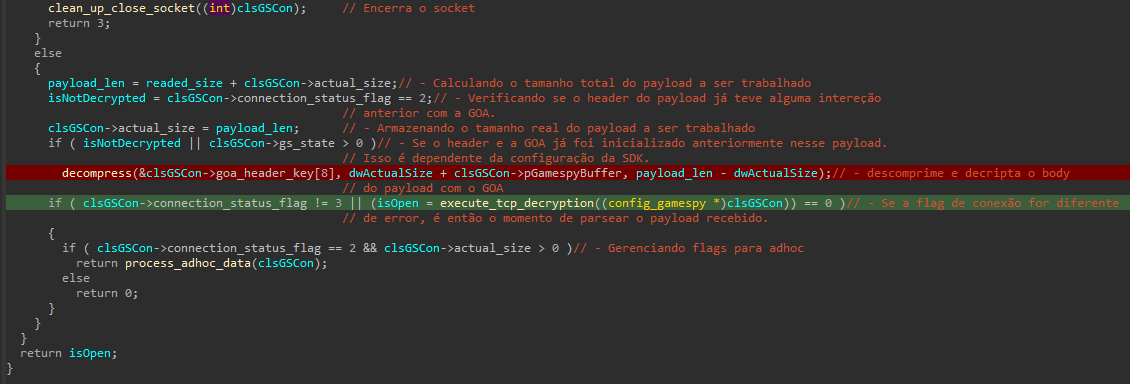 clean_up_close_socket((int)clsGSCon);     // Encerra o socket
return 3;
}
else
{
payload_len = readed_size + clsGSCon->actual_size;// - Calculando o tamanho total do payload a ser trabalhado
isNotDecrypted = clsGSCon->connection_status_flag == 2;// - Verificando se o header do payload já teve alguma intereção
// anterior com a GOA.
clsGSCon->actual_size = payload_len;      // - Armazenando o tamanho real do payload a ser trabalhado
if ( isNotDecrypted || clsGSCon->gs_state > 0 )// - Se o header e a GOA já foi inicializado anteriormente nesse payload.
// Isso é dependente da configuração da SDK.
decompress(&clsGSCon->goa_header_key[8], dwActualSize + clsGSCon->pGamespyBuffer, payload_len - dwActualSize);// - descomprime e decripta o body
// do payload com o GOA
if ( clsGSCon->connection_status_flag != 3 || (isOpen = execute_tcp_decryption((config_gamespy *)clsGSCon)) == 0 )// - Se a flag de conexão for diferente
// de error, é então o momento de parsear o payload recebido.
{
if ( clsGSCon->connection_status_flag == 2 && clsGSCon->actual_size > 0 )// - Gerenciando flags para adhoc
return process_adhoc_data(clsGSCon);
else
return 0;
}
}
}
return isOpen;
}